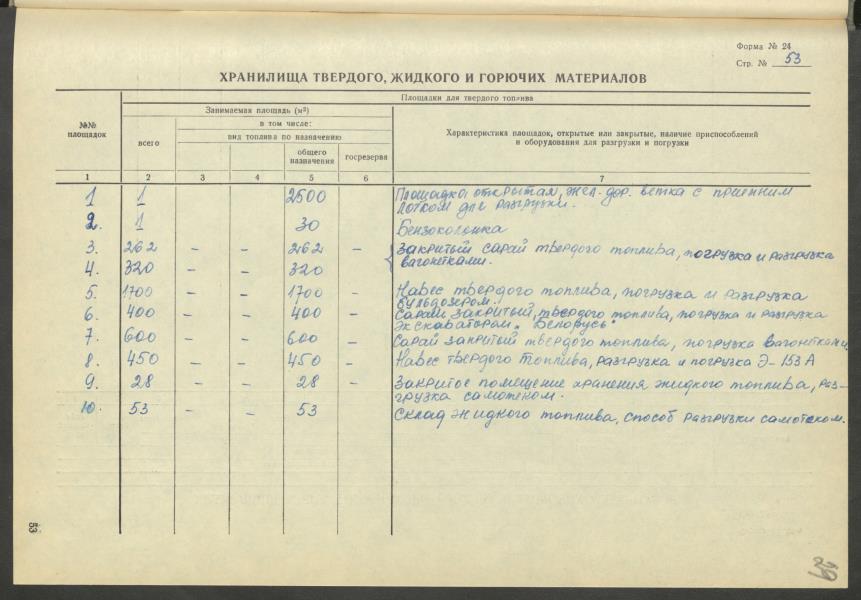 Форма № 24
Стр. № 53
ХРАНИЛИЩА ТВЕРДОГО, ЖИДКОГО И ГОРЮЧИХ МАТЕРИАЛОВ
№№ площадок
Площадки для твердого топлива
Занимаемая площадь (м²)
всего
в том числе:
вид топлива по назначению
общего назначения
госрезерва
Характеристика площадок, открытые или закрытые, наличие приспособлений
и оборудования для разгрузки и погрузки
1 2 3 4 5 6 7
1 1 2500 Площадка открытая, жел. дор. ветка с приемным
лотком для разгрузки.
2. 1 30 Бензоколонка
3. 262 – – 262 – Закрытый сарай твердого топлива, погрузка и разгрузка
4. 320 – – 320 вагонетками.
5. 1700 – – 1700 – Навес твердого топлива, погрузка и разгрузка
бульдозером.
6. 400 – – 400 – Сарай закрытый, твердого топлива, погрузка и разгрузка
экскаватором „Белорусь"
7. 600 – – 600 – Сарай закрытый твердого топлива, погрузка вагонетками
8. 450 – – 450 – Навес твердого топлива, разгрузка и погрузка Э-153А
9. 28 – – 28 – Закрытое помещение хранения жидкого топлива, раз-
грузка самотеком.
10. 53 – – 53 Склад жидкого топлива, способ разгрузки самотеком.
53